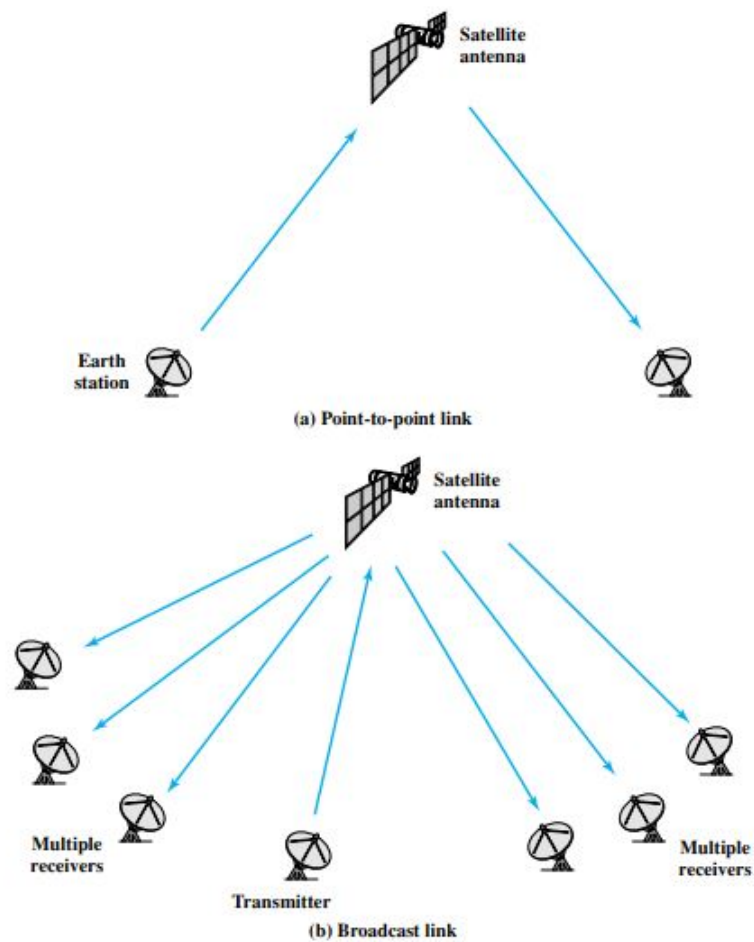 Satellite
antenna
Earth
station
(a) Point-to-point link
Satellite
antenna
Multiple
receivers
Transmitter
Multiple
receivers
(b) Broadcast link